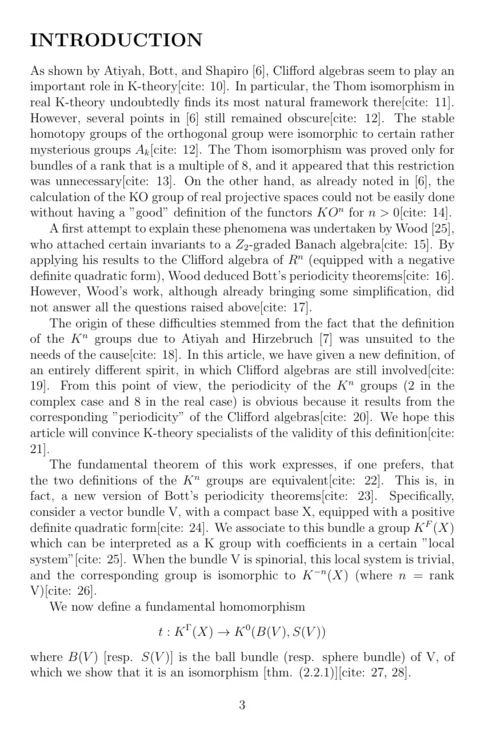 INTRODUCTION
As shown by Atiyah, Bott, and Shapiro [6], Clifford algebras seem to play an
important role in K-theory[cite: 10]. In particular, the Thom isomorphism in
real K-theory undoubtedly finds its most natural framework there[cite: 11].
However, several points in [6] still remained obscure[cite: 12]. The stable
homotopy groups of the orthogonal group were isomorphic to certain rather
mysterious groups A_k[cite: 12]. The Thom isomorphism was proved only for
bundles of a rank that is a multiple of 8, and it appeared that this restriction
was unnecessary[cite: 13]. On the other hand, as already noted in [6], the
calculation of the KO group of real projective spaces could not be easily done
without having a "good" definition of the functors KO^n for n > 0[cite: 14].
A first attempt to explain these phenomena was undertaken by Wood [25],
who attached certain invariants to a Z_2-graded Banach algebra[cite: 15]. By
applying his results to the Clifford algebra of R^n (equipped with a negative
definite quadratic form), Wood deduced Bott's periodicity theorems[cite: 16].
However, Wood's work, although already bringing some simplification, did
not answer all the questions raised above[cite: 17].
The origin of these difficulties stemmed from the fact that the definition
of the K^n groups due to Atiyah and Hirzebruch [7] was unsuited to the
needs of the cause[cite: 18]. In this article, we have given a new definition, of
an entirely different spirit, in which Clifford algebras are still involved[cite:
19]. From this point of view, the periodicity of the K^n groups (2 in the
complex case and 8 in the real case) is obvious because it results from the
corresponding "periodicity" of the Clifford algebras[cite: 20]. We hope this
article will convince K-theory specialists of the validity of this definition[cite:
21].
The fundamental theorem of this work expresses, if one prefers, that
the two definitions of the K^n groups are equivalent[cite: 22]. This is, in
fact, a new version of Bott's periodicity theorems[cite: 23]. Specifically,
consider a vector bundle V, with a compact base X, equipped with a positive
definite quadratic form[cite: 24]. We associate to this bundle a group K^F(X)
which can be interpreted as a K group with coefficients in a certain "local
system"[cite: 25]. When the bundle V is spinorial, this local system is trivial,
and the corresponding group is isomorphic to K^{-n}(X) (where n = rank
V)[cite: 26].
We now define a fundamental homomorphism
t : K^Γ(X) → K^0(B(V), S(V))
where B(V) [resp. S(V)] is the ball bundle (resp. sphere bundle) of V, of
which we show that it is an isomorphism [thm. (2.2.1)][cite: 27, 28].
3